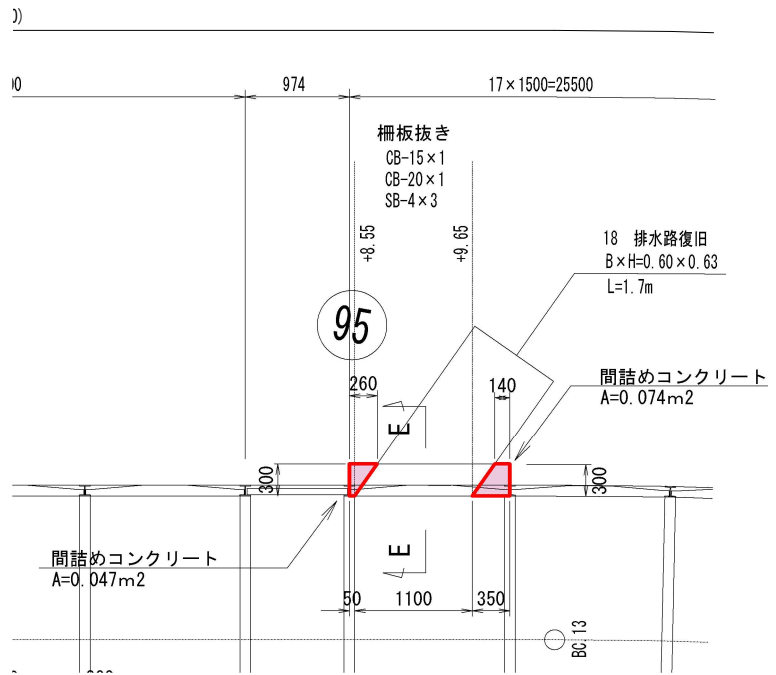 0)
00
974
17×1500=25500
柵板抜き
CB-15×1
CB-20×1
SB-4×3
+8.55
+9.65
18 排水路復旧
B×H=0.60×0.63
L=1.7m
95
260
140
間詰めコンクリート
A=0.074m2
E
300
300
間詰めコンクリート
A=0.047m2
E
50
1100
350
BC.13